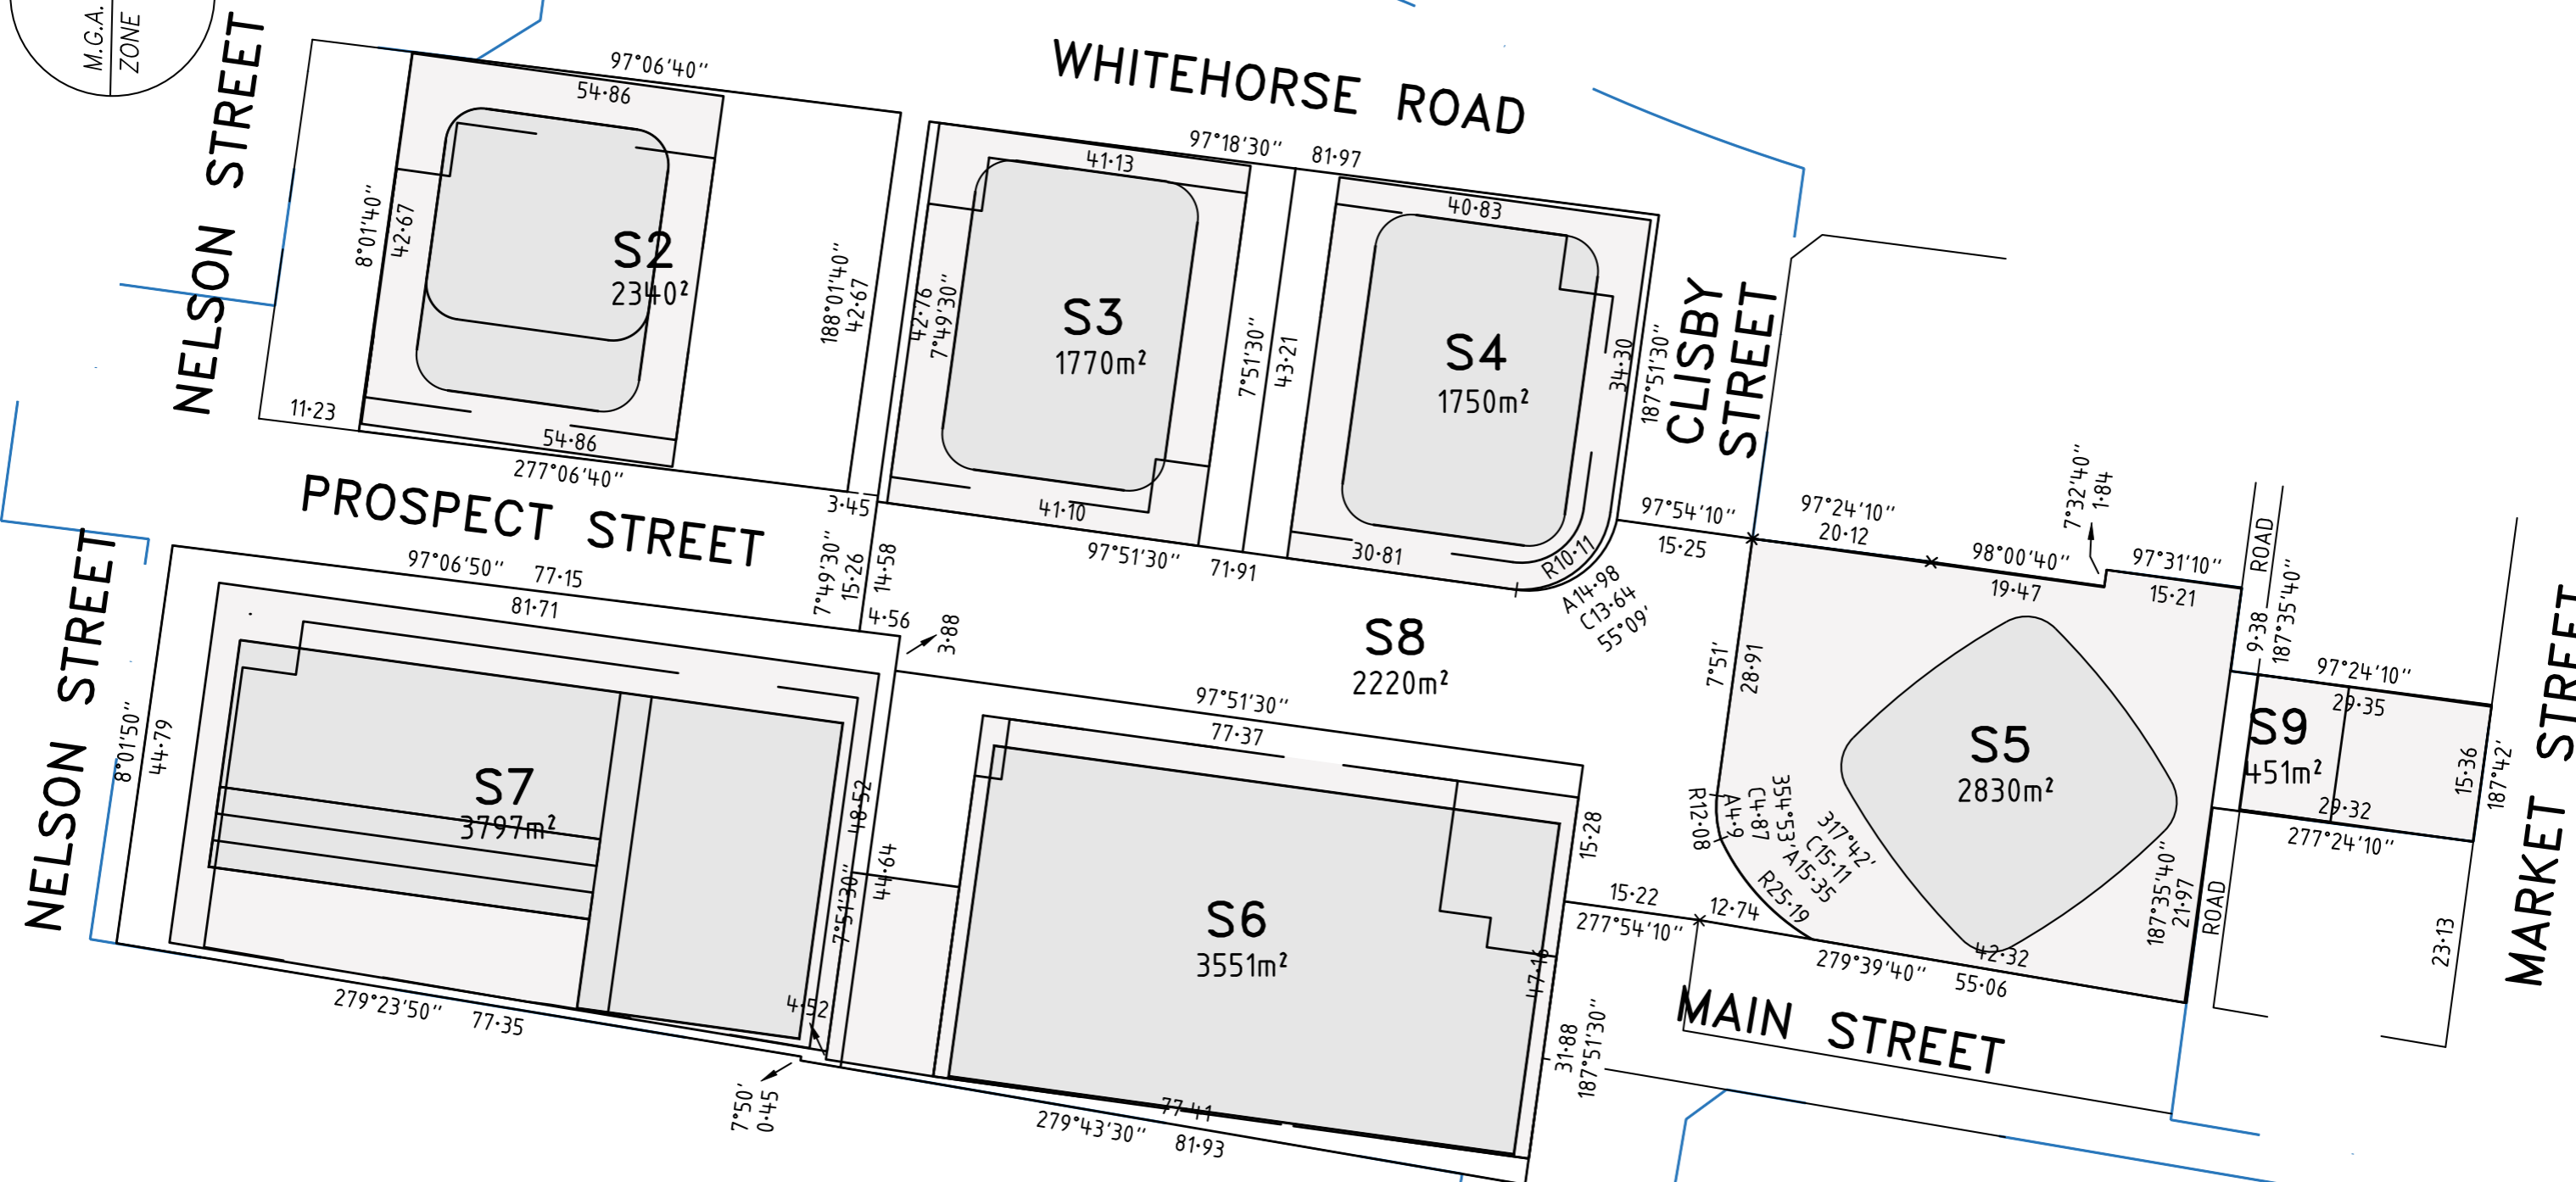 M.G.A.
ZONE
NELSON STREET
97°06'40''
54·86
8°01'40''
42·67
S2
2340²
188°01'40''
42·67
11·23
54·86
277°06'40''
WHITEHORSE ROAD
97°18'30'' 81·97
41·13
42·76
7°49'30''
S3
1770m²
7°51'30''
43·21
41·10
40·83
S4
1750m²
34·30
187°51'30''
30·81
R10·11
A14·98
C13·64
55°09'
CLISBY
STREET
PROSPECT STREET
3·45
7°49'30''
15·26
14·58
4·56
3·88
97°51'30'' 71·91
97°54'10''
15·25
97°24'10''
20·12
98°00'40''
19·47
7°32'40''
1·84
97°31'10''
15·21
ROAD
9·38
187°35'40''
97°24'10''
29·35
S9
451m²
29·32
277°24'10''
15·36
187°42'
MARKET STREET
23·13
NELSON STREET
97°06'50'' 77·15
81·71
8°01'50''
44·79
S7
3797m²
48·52
7°51'30''
44·64
4·52
279°23'50'' 77·35
7°50'
0·45
S8
2220m²
97°51'30''
77·37
S6
3551m²
15·28
47·16
31·88
187°51'30''
77·41
279°43'30'' 81·93
7°51'
28·91
S5
2830m²
R12·08
A4·9
C4·87
354°53'
317°42'
C15·11
A15·35
R25·19
187°35'40''
21·97
ROAD
15·22
277°54'10''
12·74
42·32
279°39'40'' 55·06
MAIN STREET